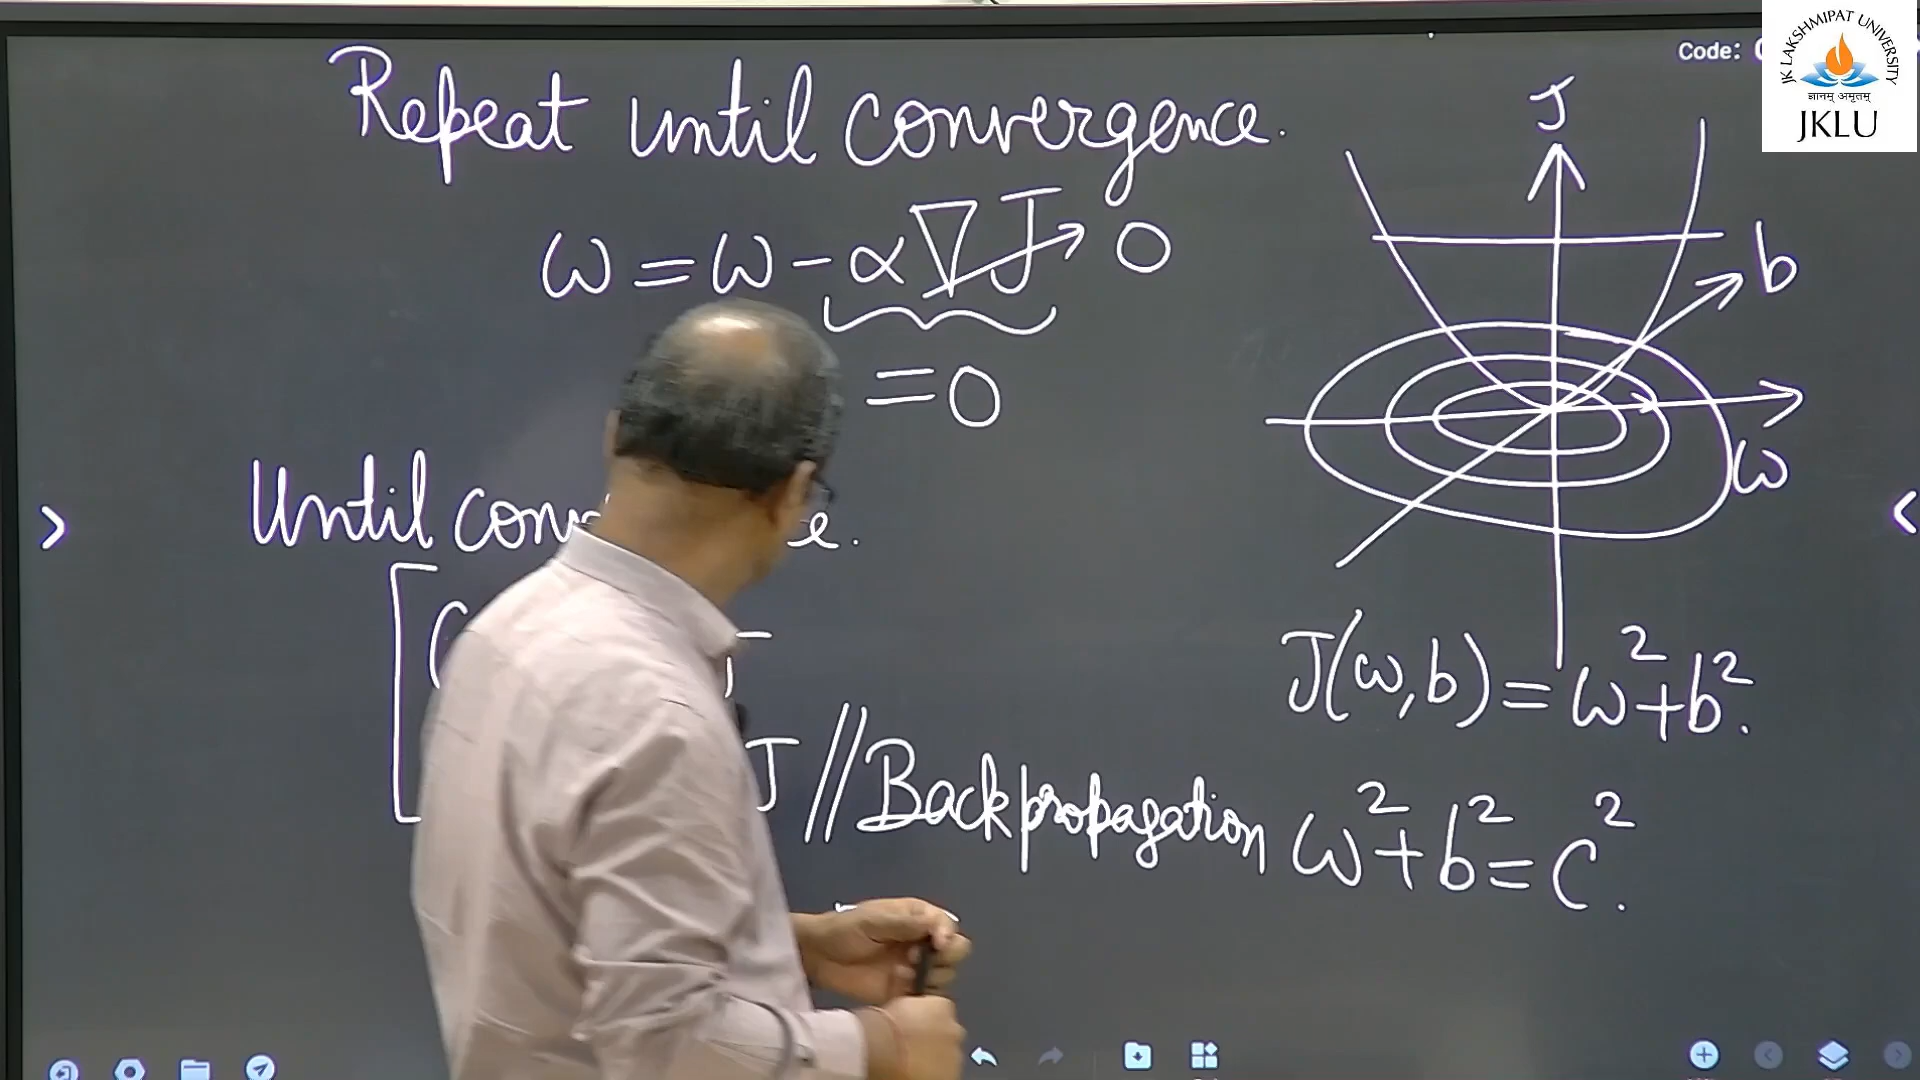 Repeat until convergence.
ω = ω - α∇J → 0
= 0
Until
J // Backpropagation
Code:
J
b
ω
J(ω,b) = ω²+b².
ω²+b² = c².
JK LAKSHMIPAT UNIVERSITY
ज्ञानम् अमृतम्
JKLU